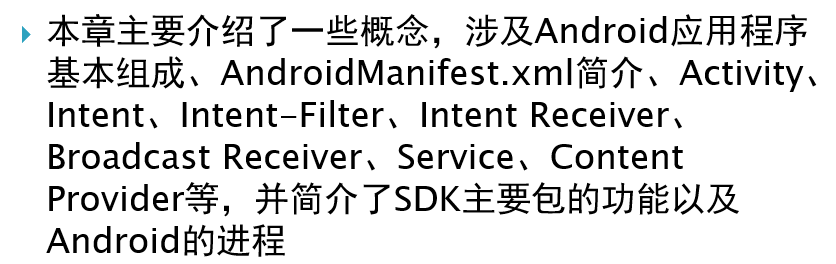 本章主要介绍了一些概念，涉及Android应用程序
基本组成、AndroidManifest.xml简介、Activity、
Intent、Intent-Filter、Intent Receiver、
Broadcast Receiver、Service、Content
Provider等，并简介了SDK主要包的功能以及
Android的进程